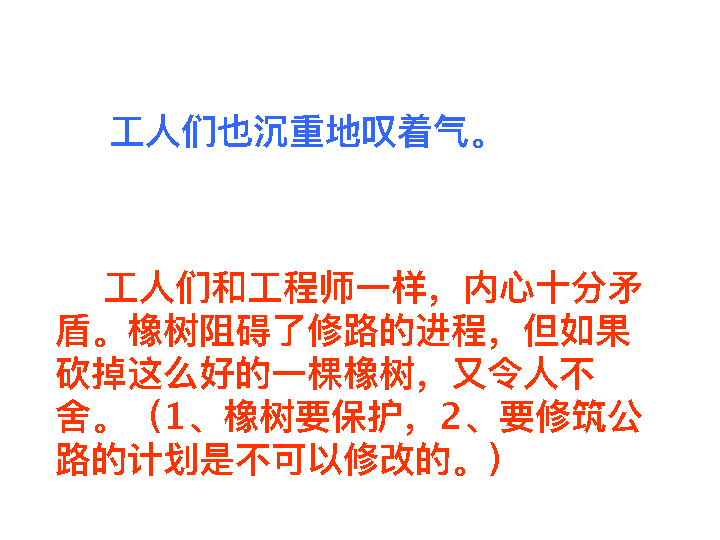 工人们也沉重地叹着气。
工人们和工程师一样，内心十分矛
盾。橡树阻碍了修路的进程，但如果
砍掉这么好的一棵橡树，又令人不
舍。（1、橡树要保护，2、要修筑公
路的计划是不可以修改的。）